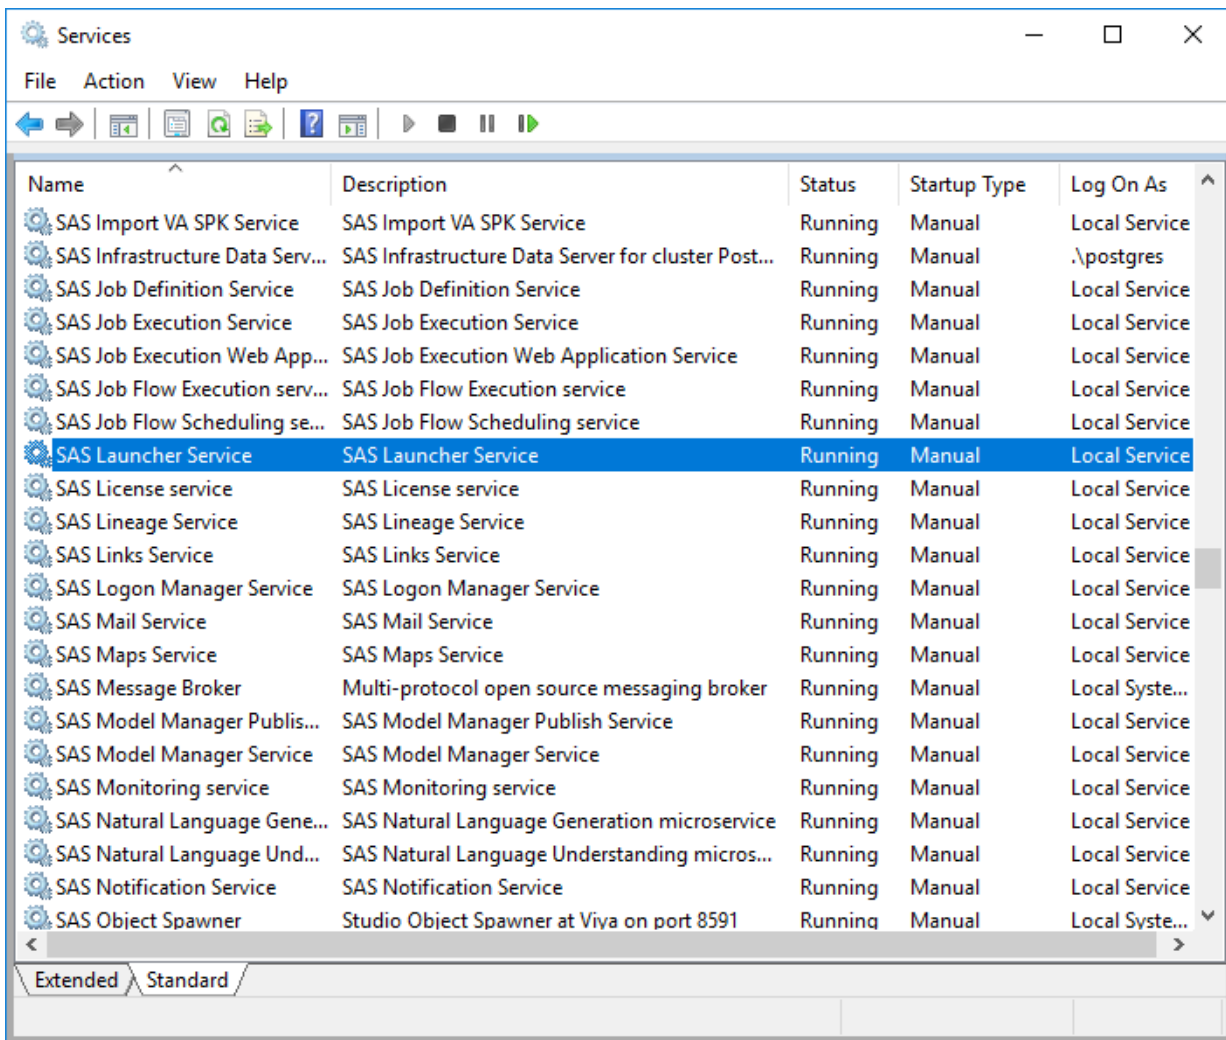 Services
File Action View Help
Name Description Status Startup Type Log On As
SAS Import VA SPK Service SAS Import VA SPK Service Running Manual Local Service
SAS Infrastructure Data Serv... SAS Infrastructure Data Server for cluster Post... Running Manual .\postgres
SAS Job Definition Service SAS Job Definition Service Running Manual Local Service
SAS Job Execution Service SAS Job Execution Service Running Manual Local Service
SAS Job Execution Web App... SAS Job Execution Web Application Service Running Manual Local Service
SAS Job Flow Execution serv... SAS Job Flow Execution service Running Manual Local Service
SAS Job Flow Scheduling se... SAS Job Flow Scheduling service Running Manual Local Service
SAS Launcher Service SAS Launcher Service Running Manual Local Service
SAS License service SAS License service Running Manual Local Service
SAS Lineage Service SAS Lineage Service Running Manual Local Service
SAS Links Service SAS Links Service Running Manual Local Service
SAS Logon Manager Service SAS Logon Manager Service Running Manual Local Service
SAS Mail Service SAS Mail Service Running Manual Local Service
SAS Maps Service SAS Maps Service Running Manual Local Service
SAS Message Broker Multi-protocol open source messaging broker Running Manual Local Syste...
SAS Model Manager Publis... SAS Model Manager Publish Service Running Manual Local Service
SAS Model Manager Service SAS Model Manager Service Running Manual Local Service
SAS Monitoring service SAS Monitoring service Running Manual Local Service
SAS Natural Language Gene... SAS Natural Language Generation microservice Running Manual Local Service
SAS Natural Language Und... SAS Natural Language Understanding micros... Running Manual Local Service
SAS Notification Service SAS Notification Service Running Manual Local Service
SAS Object Spawner Studio Object Spawner at Viya on port 8591 Running Manual Local Syste...
Extended Standard